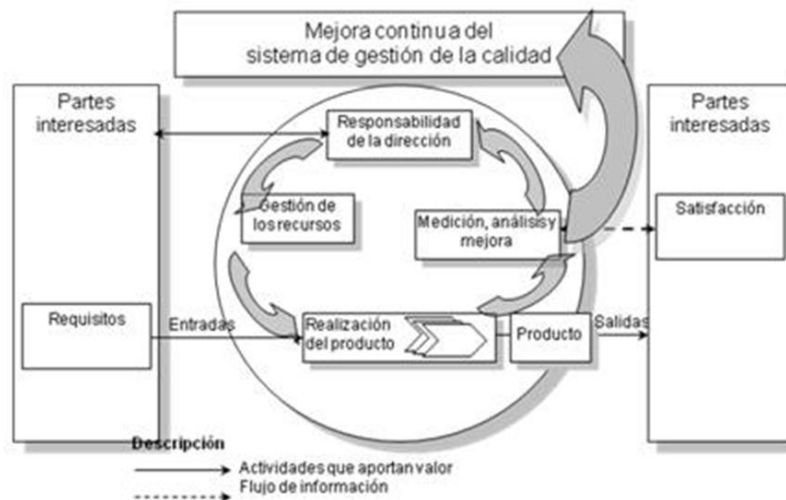 Mejora continua del
sistema de gestión de la calidad
Partes
interesadas
Responsabilidad
de la dirección
Partes
interesadas
Gestión de
los recursos
Medición, análisis y
mejora
Satisfacción
Requisitos
Entradas
Realización
del producto
Producto
Salidas
Descripción
Actividades que aportan valor
Flujo de información